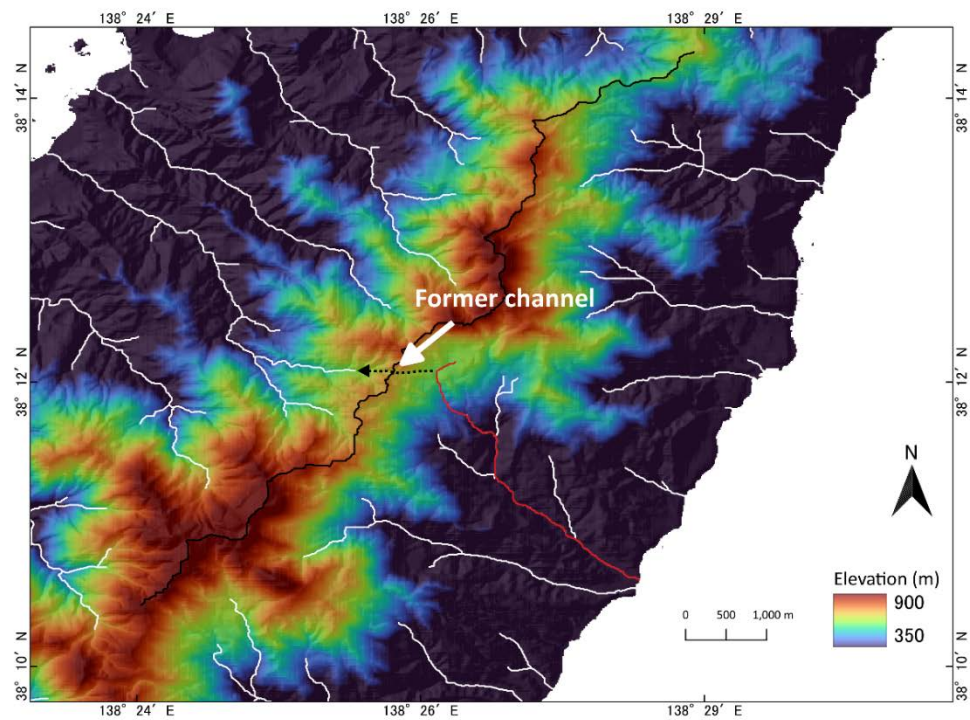 138° 24’ E 138° 26’ E 138° 29’ E
38° 14’ N 38° 14’ N
Former channel
38° 12’ N 38° 12’ N
N
Elevation (m)
900
350
0 500 1,000 m
38° 10’ N 38° 10’ N
138° 24’ E 138° 26’ E 138° 29’ E